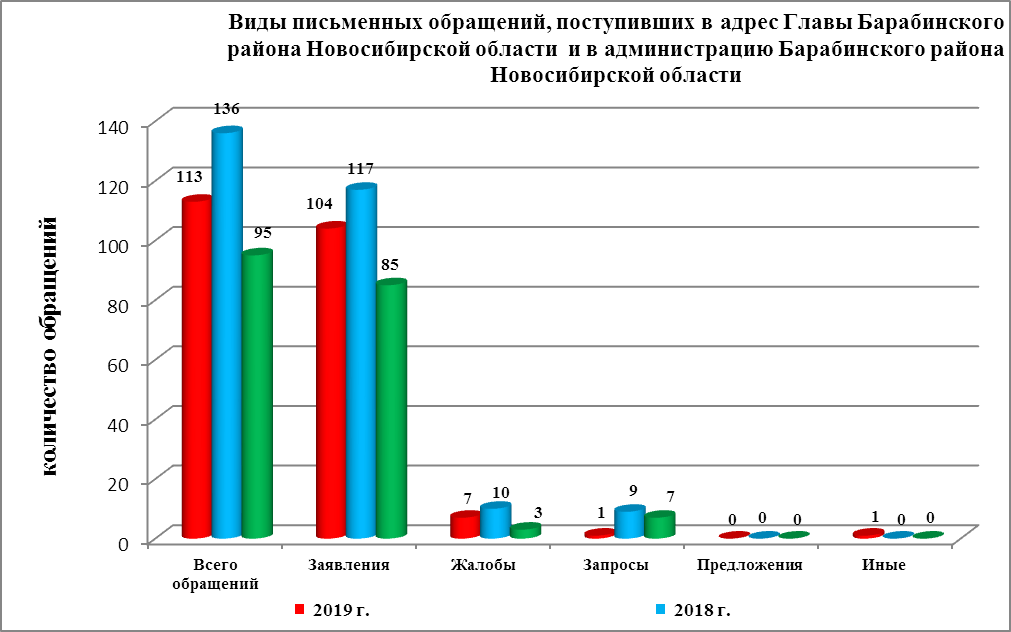 Виды письменных обращений, поступивших в адрес Главы Барабинского
района Новосибирской области и в администрацию Барабинского района
Новосибирской области
количество обращений
140
120
100
80
60
40
20
0
113
136
95
104
117
85
7
10
3
1
9
7
0
0
0
1
0
0
Всего
обращений
Заявления
Жалобы
Запросы
Предложения
Иные
2019 г.
2018 г.